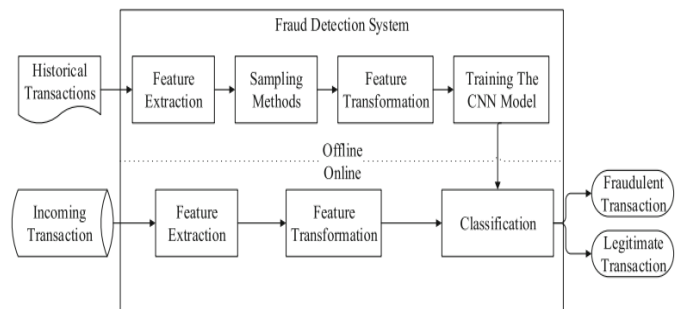 Fraud Detection System
Historical
Transactions
Feature
Extraction
Sampling
Methods
Feature
Transformation
Training The
CNN Model
Offline
Online
Incoming
Transaction
Feature
Extraction
Feature
Transformation
Classification
Fraudulent
Transaction
Legitimate
Transaction